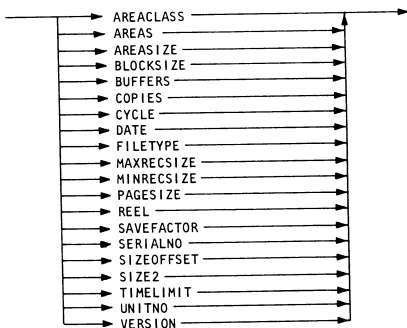 AREACLASS
AREAS
AREASIZE
BLOCKSIZE
BUFFERS
COPIES
CYCLE
DATE
FILETYPE
MAXRECSIZE
MINRECSIZE
PAGESIZE
REEL
SAVEFACTOR
SERIALNO
SIZEOFFSET
SIZE2
TIMELIMIT
UNITNO
VERSION